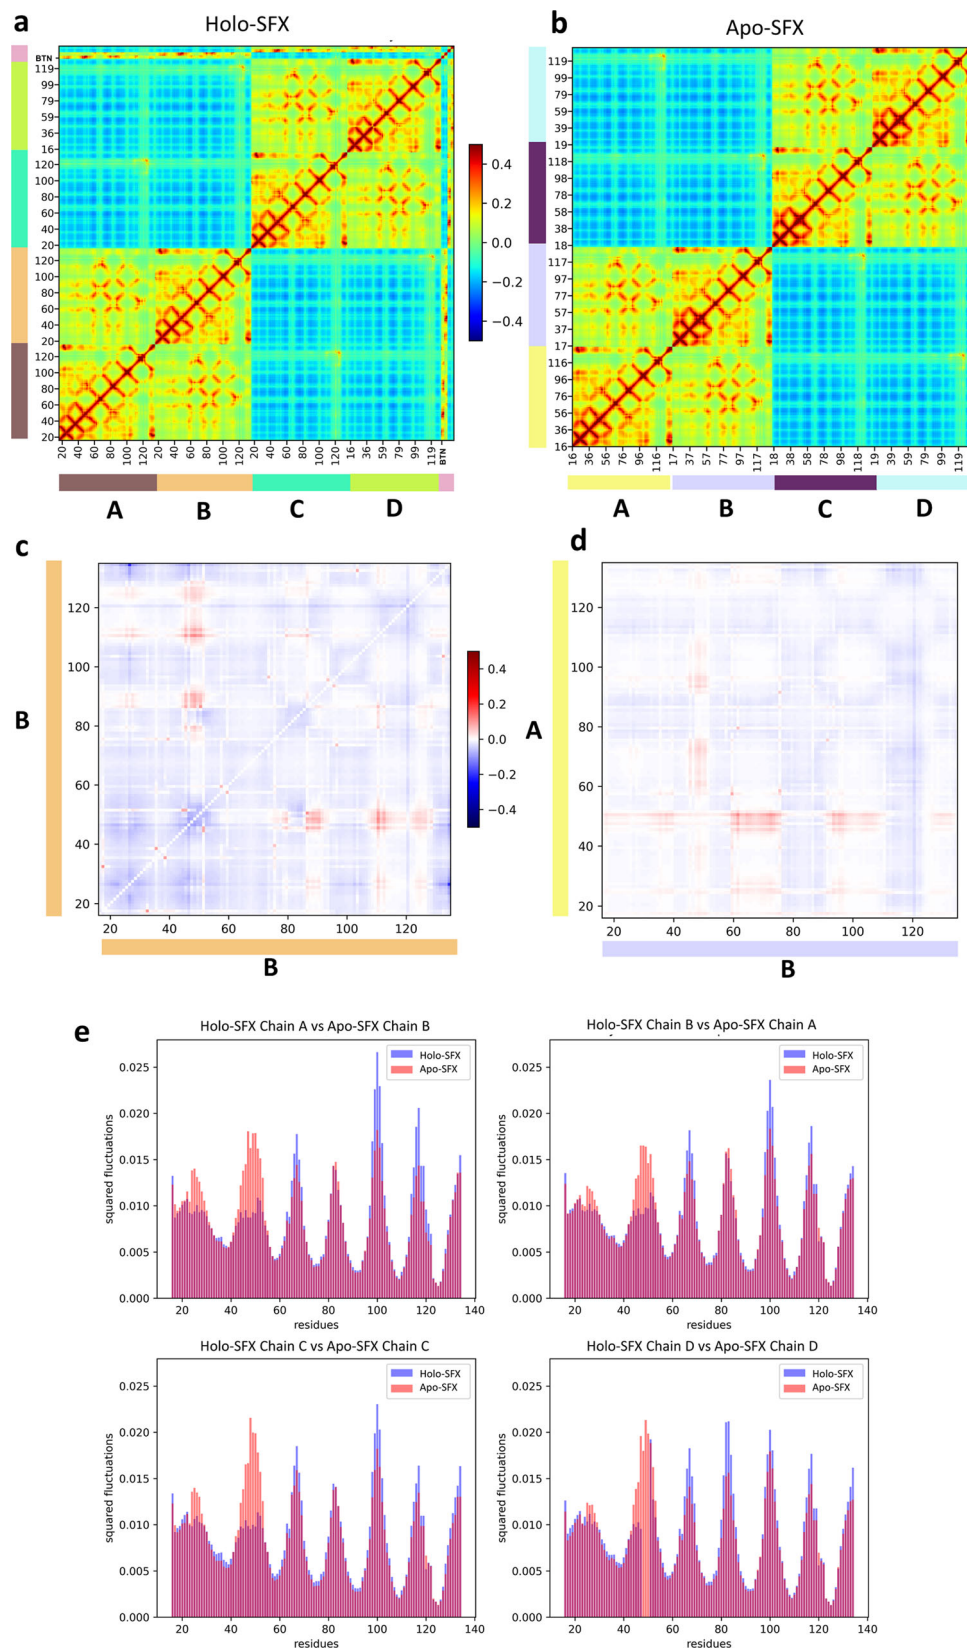 a Holo-SFX
b Apo-SFX
BTN
119
99
79
59
36
16
120
100
80
60
40
20
120
100
80
60
40
20
120
100
80
60
40
20
20 40 60 80 100 120 20 40 60 80 100 120 20 40 60 80 100 120 16 36 59 79 99 119 BTN
A B C D
0.4
0.2
0.0
−0.2
−0.4
119
99
79
59
39
19
118
98
78
58
38
18
117
97
77
57
37
17
116
96
76
56
36
16
16 36 56 76 96 116 17 37 57 77 97 117 18 38 58 78 98 118 19 39 59 79 99 119
A B C D
c
120
100
80
60
40
20
B
20 40 60 80 100 120
B
0.4
0.2
0.0
−0.2
−0.4
d
120
100
80
60
40
20
A
20 40 60 80 100 120
B
e
Holo-SFX Chain A vs Apo-SFX Chain B
Holo-SFX
Apo-SFX
squared fluctuations
0.025
0.020
0.015
0.010
0.005
0.000
20 40 60 80 100 120 140
residues
Holo-SFX Chain B vs Apo-SFX Chain A
Holo-SFX
Apo-SFX
squared fluctuations
0.025
0.020
0.015
0.010
0.005
0.000
20 40 60 80 100 120 140
residues
Holo-SFX Chain C vs Apo-SFX Chain C
Holo-SFX
Apo-SFX
squared fluctuations
0.025
0.020
0.015
0.010
0.005
0.000
20 40 60 80 100 120 140
residues
Holo-SFX Chain D vs Apo-SFX Chain D
Holo-SFX
Apo-SFX
squared fluctuations
0.025
0.020
0.015
0.010
0.005
0.000
20 40 60 80 100 120 140
residues